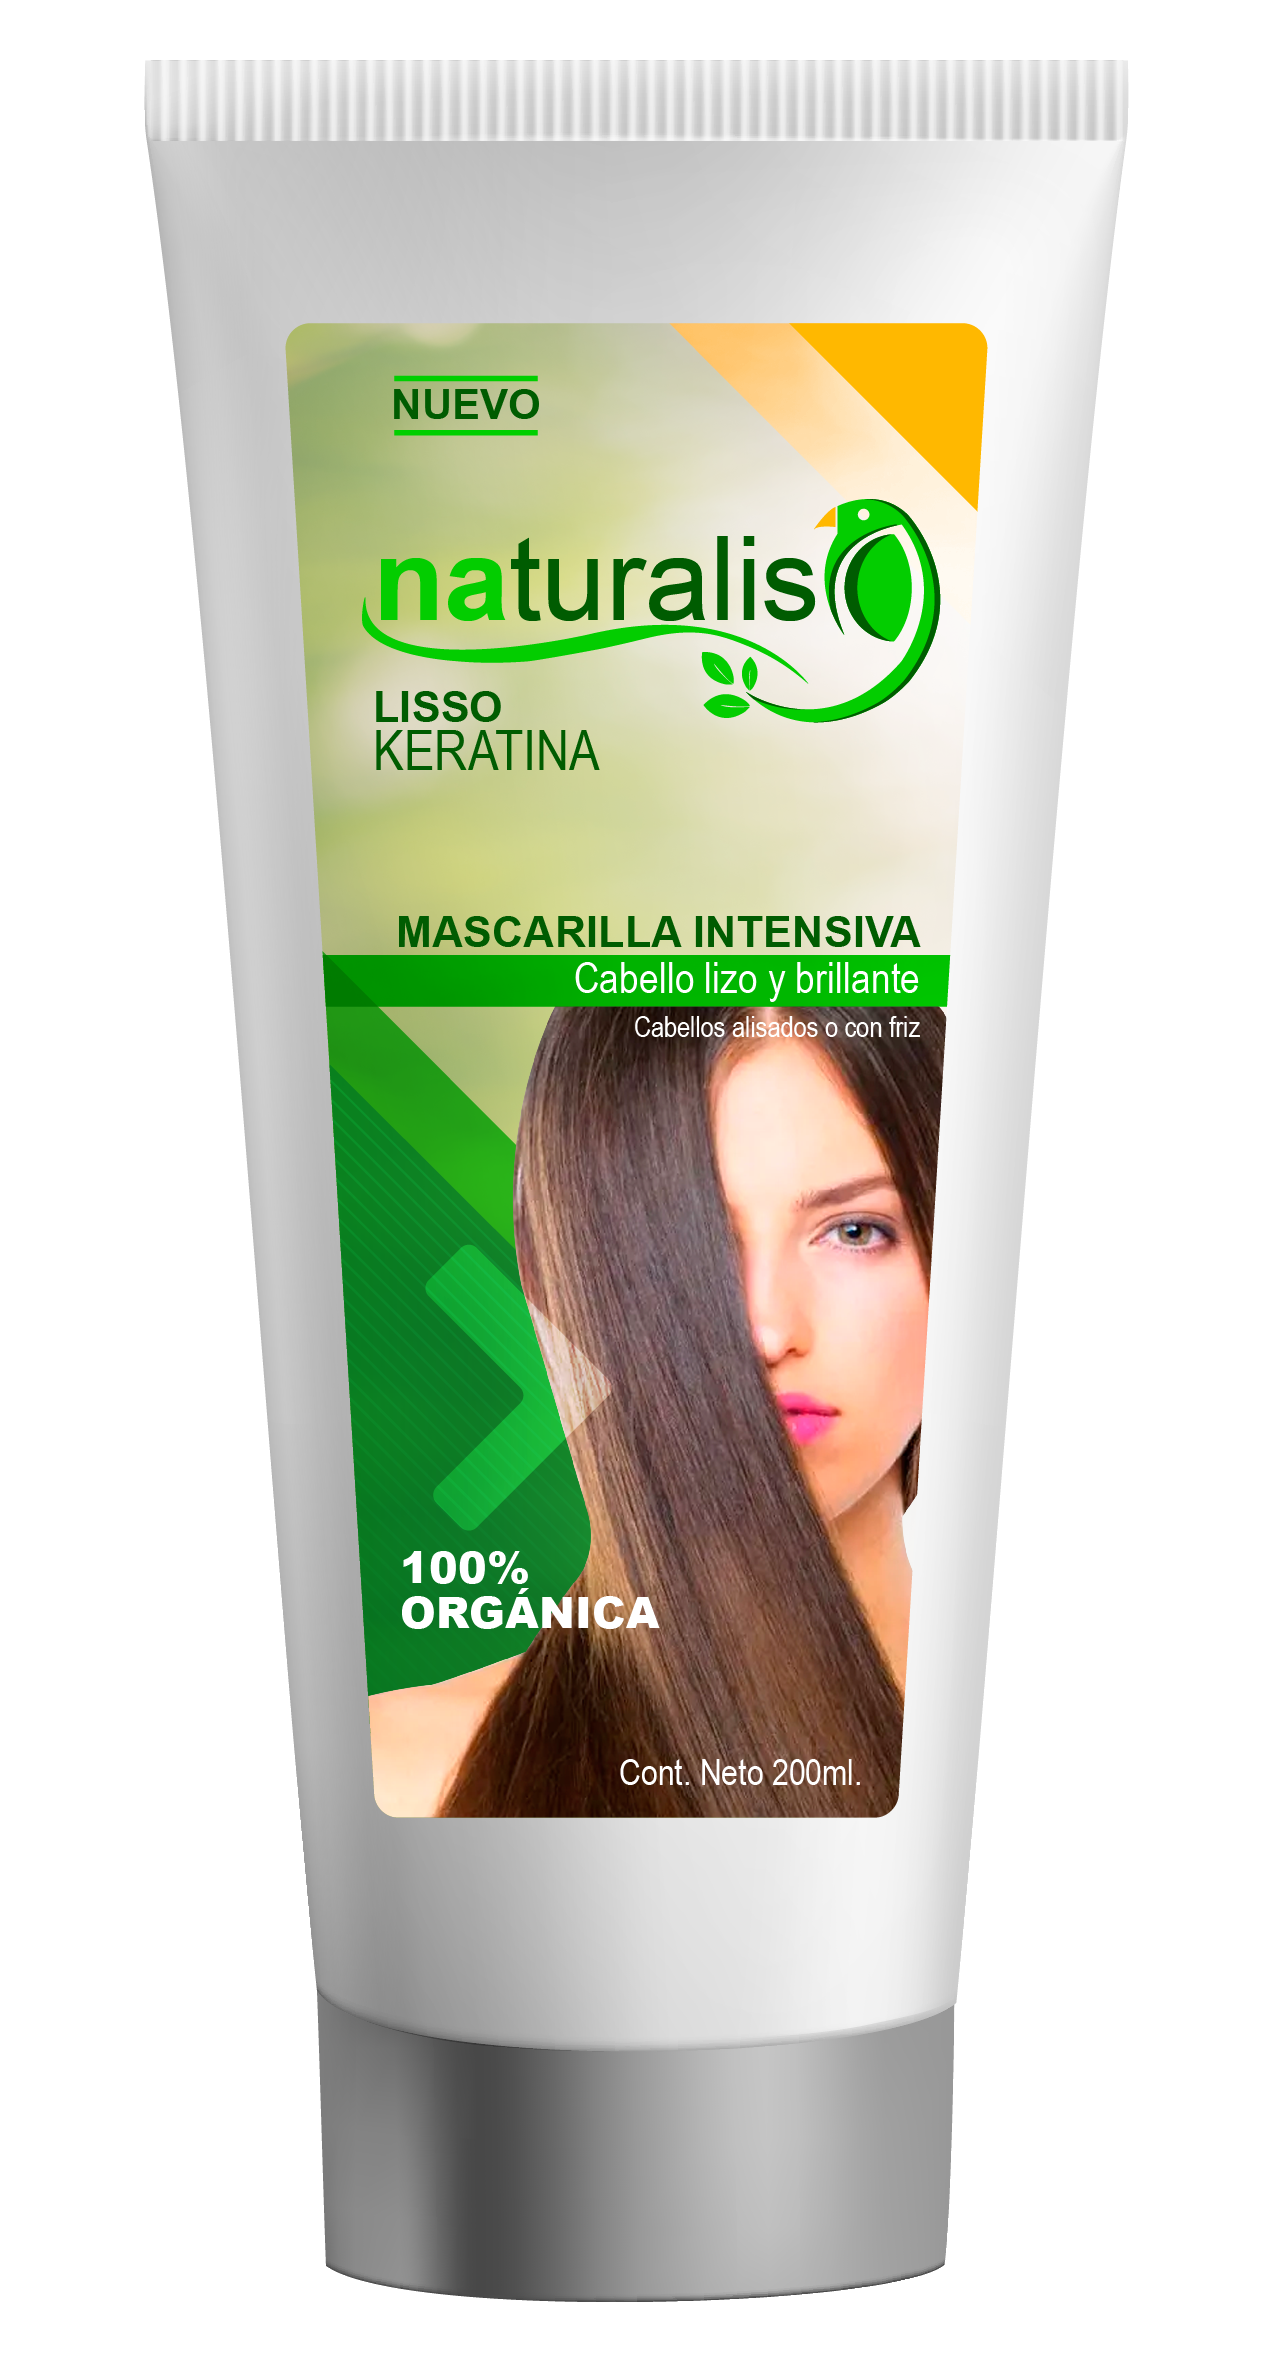 NUEVO
naturalis
LISSO
KERATINA
MASCARILLA INTENSIVA
Cabello lizo y brillante
Cabellos alisados o con friz
100%
ORGÁNICA
Cont. Neto 200ml.